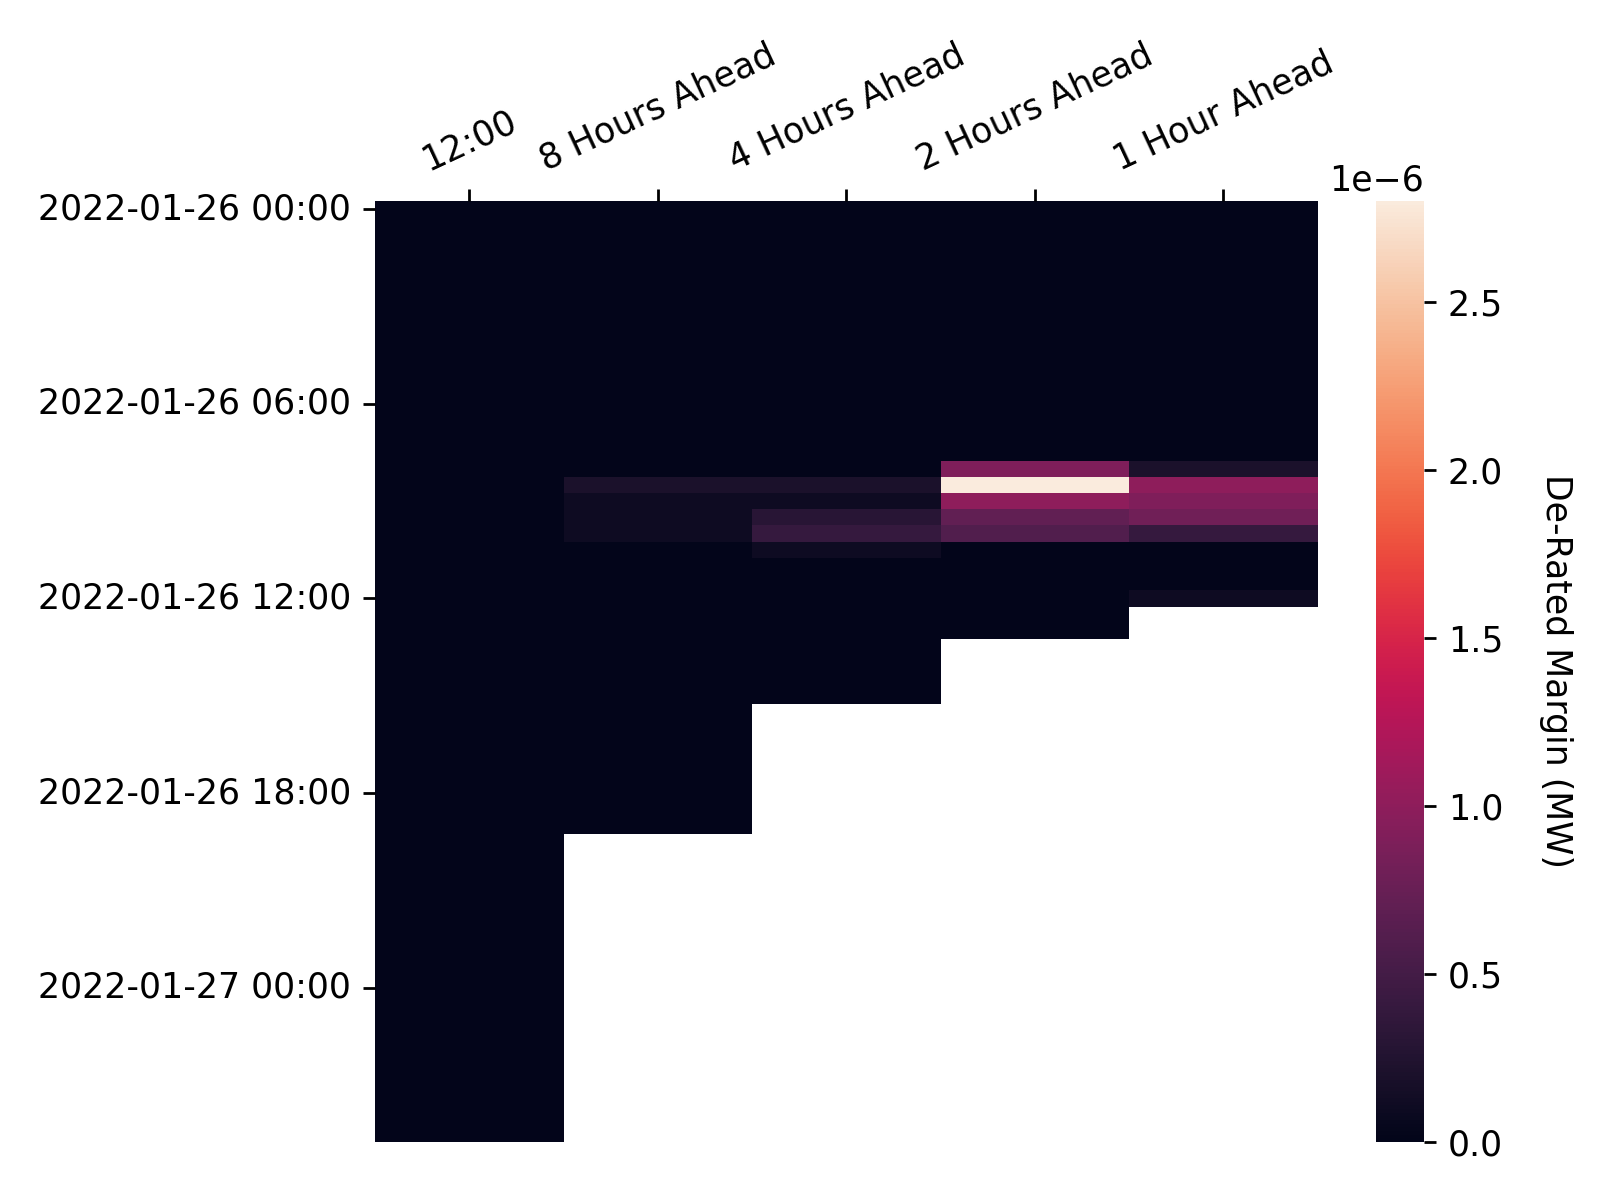 12:00
8 Hours Ahead
4 Hours Ahead
2 Hours Ahead
1 Hour Ahead
1e−6
2022-01-26 00:00
2022-01-26 06:00
2022-01-26 12:00
2022-01-26 18:00
2022-01-27 00:00
2.5
2.0
1.5
1.0
0.5
0.0
De-Rated Margin (MW)